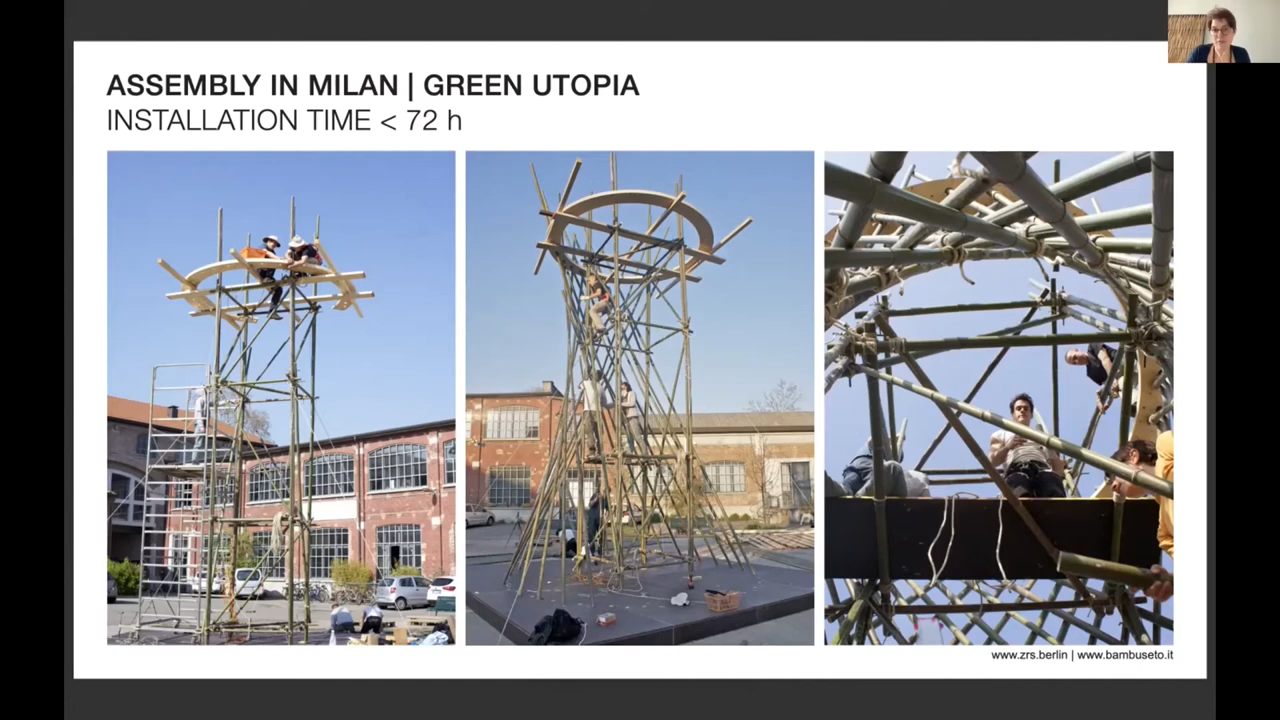 ASSEMBLY IN MILAN | GREEN UTOPIA
INSTALLATION TIME < 72 h
www.zrs.berlin | www.bambuseto.it